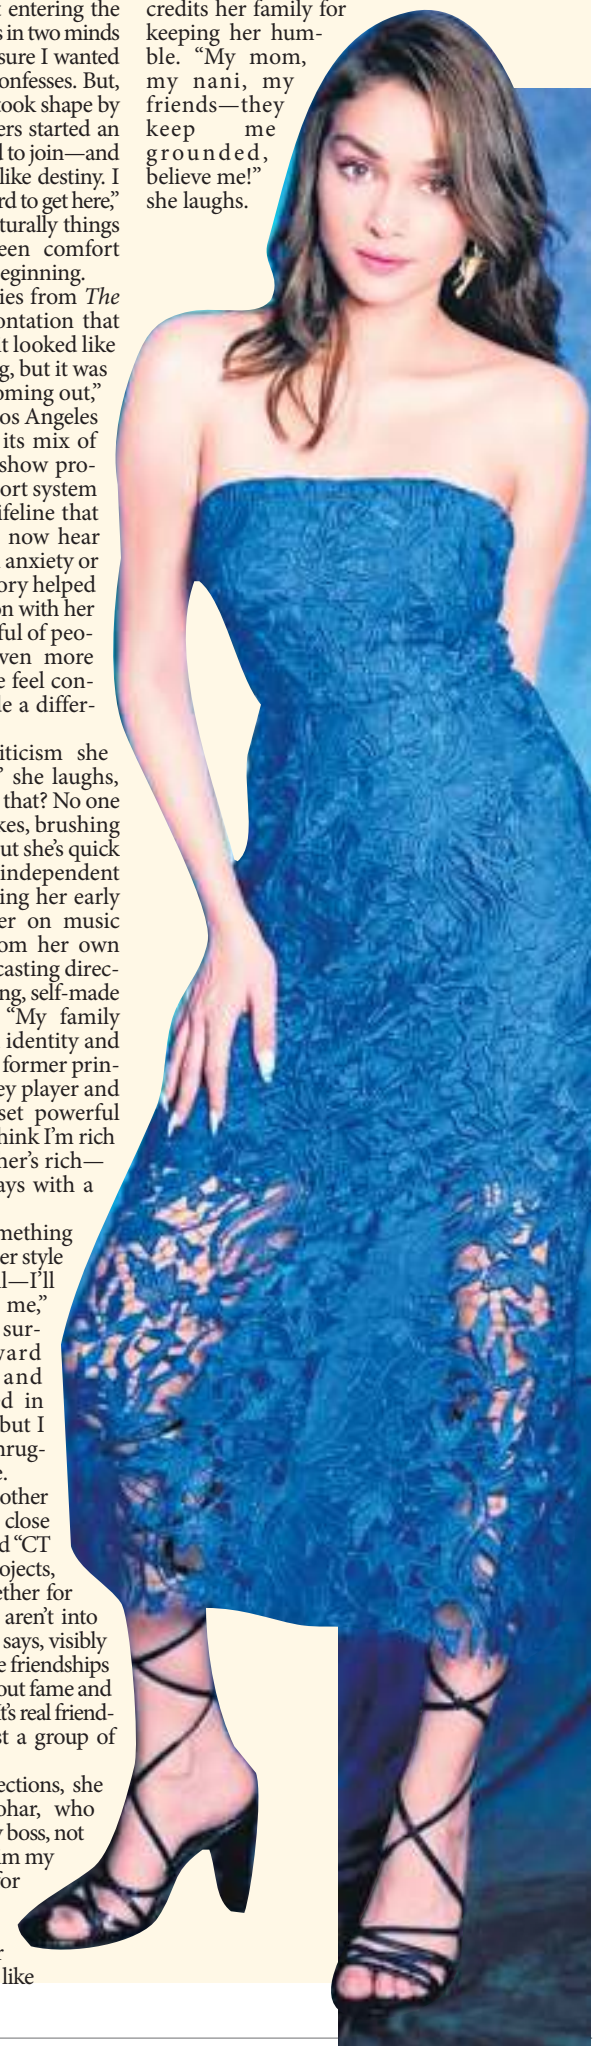 entering the
s in two minds
sure I wanted
onfesses. But,
took shape by
ers started an
d to join—and
like destiny. I
rd to get here,”
turally things
een comfort
eginning.
ies from The
ontation that
it looked like
g, but it was
oming out,”
os Angeles
its mix of
show pro-
ort system
ifeline that
now hear
anxiety or
ory helped
on with her
ful of peo-
ven more
e feel con-
le a differ-
iticism she
” she laughs,
that? No one
kes, brushing
ut she’s quick
independent
ing her early
er on music
om her own
casting direc-
ng, self-made
“My family
identity and
former prin-
ey player and
set powerful
hink I’m rich
her’s rich—
ays with a
mething
er style
l—I’ll
me,”
sur-
vard
and
d in
but I
hrug-
e.
other
close
d “CT
ojects,
ether for
aren’t into
says, visibly
e friendships
out fame and
It’s real friend-
st a group of
ections, she
ohar, who
y boss, not
im my
for
r
like
credits her family for
keeping her hum-
ble. “My mom,
my nani, my
friends—they
keep me
grounded,
believe me!”
she laughs.